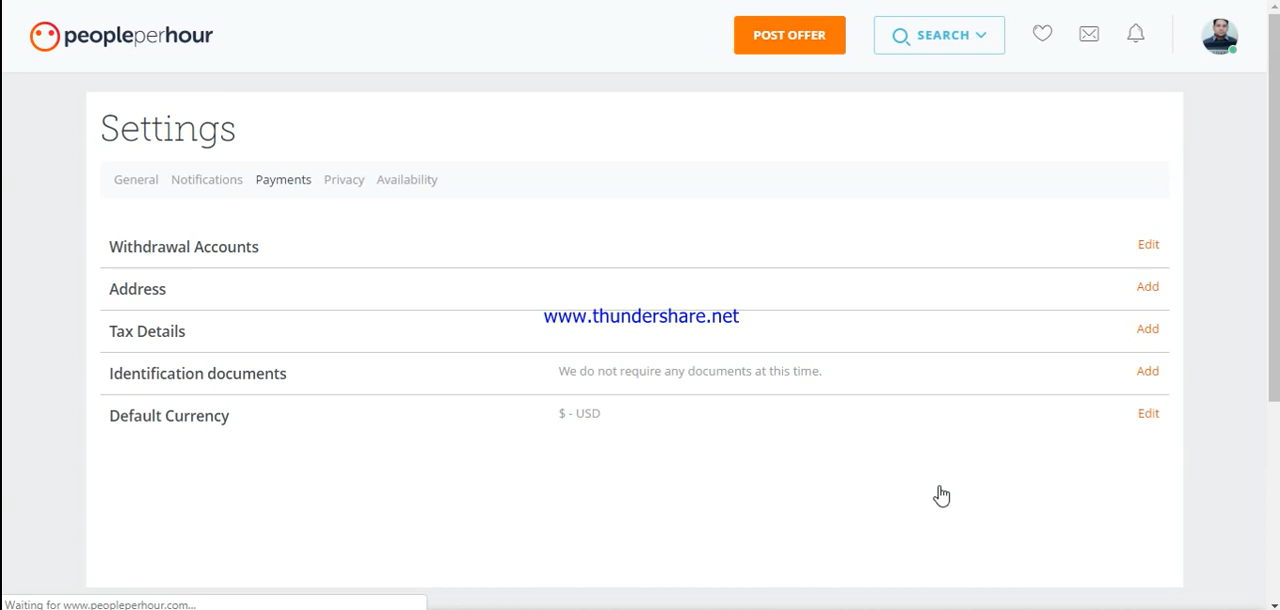 peopleperhour
POST OFFER
SEARCH
Settings
General Notifications Payments Privacy Availability
Withdrawal Accounts Edit
Address Add
www.thundershare.net
Tax Details Add
Identification documents We do not require any documents at this time. Add
Default Currency $ - USD Edit
Waiting for www.peopleperhour.com...